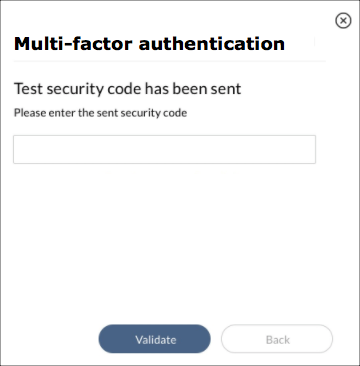 Multi-factor authentication
Test security code has been sent
Please enter the sent security code
Validate
Back